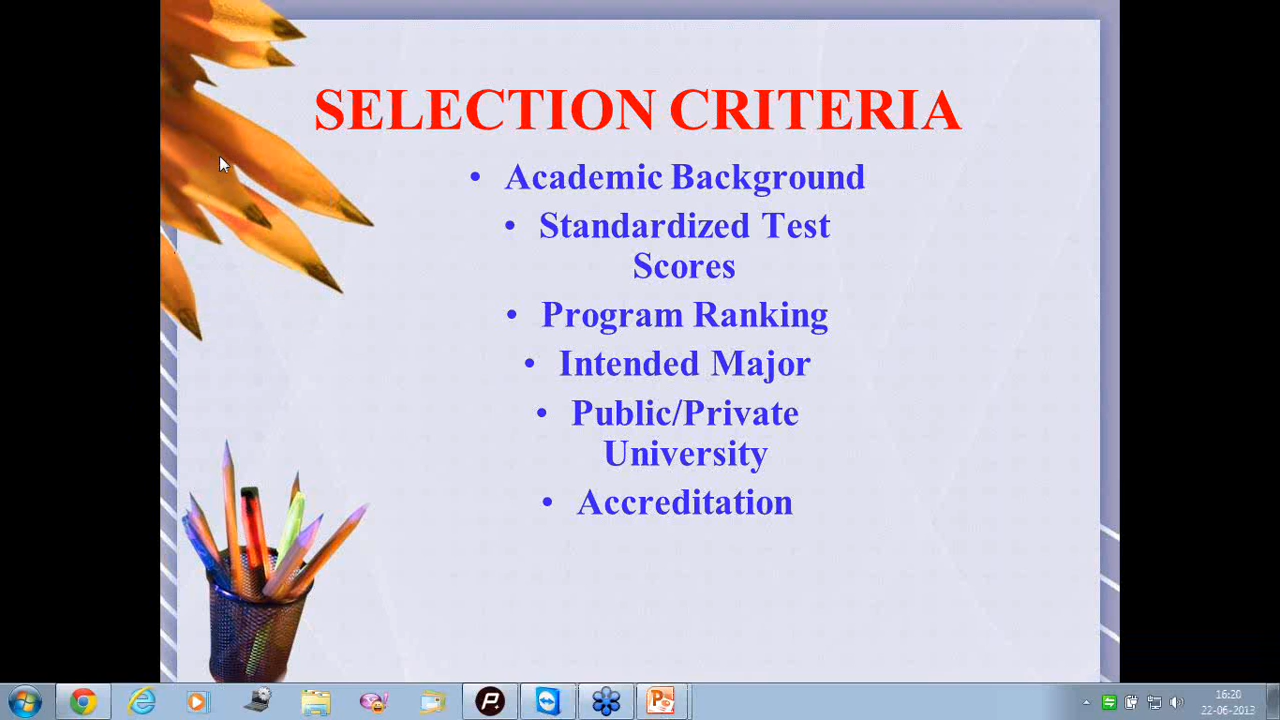 SELECTION CRITERIA
• Academic Background
• Standardized Test
Scores
• Program Ranking
• Intended Major
• Public/Private
University
• Accreditation
16:20
22-06-2013